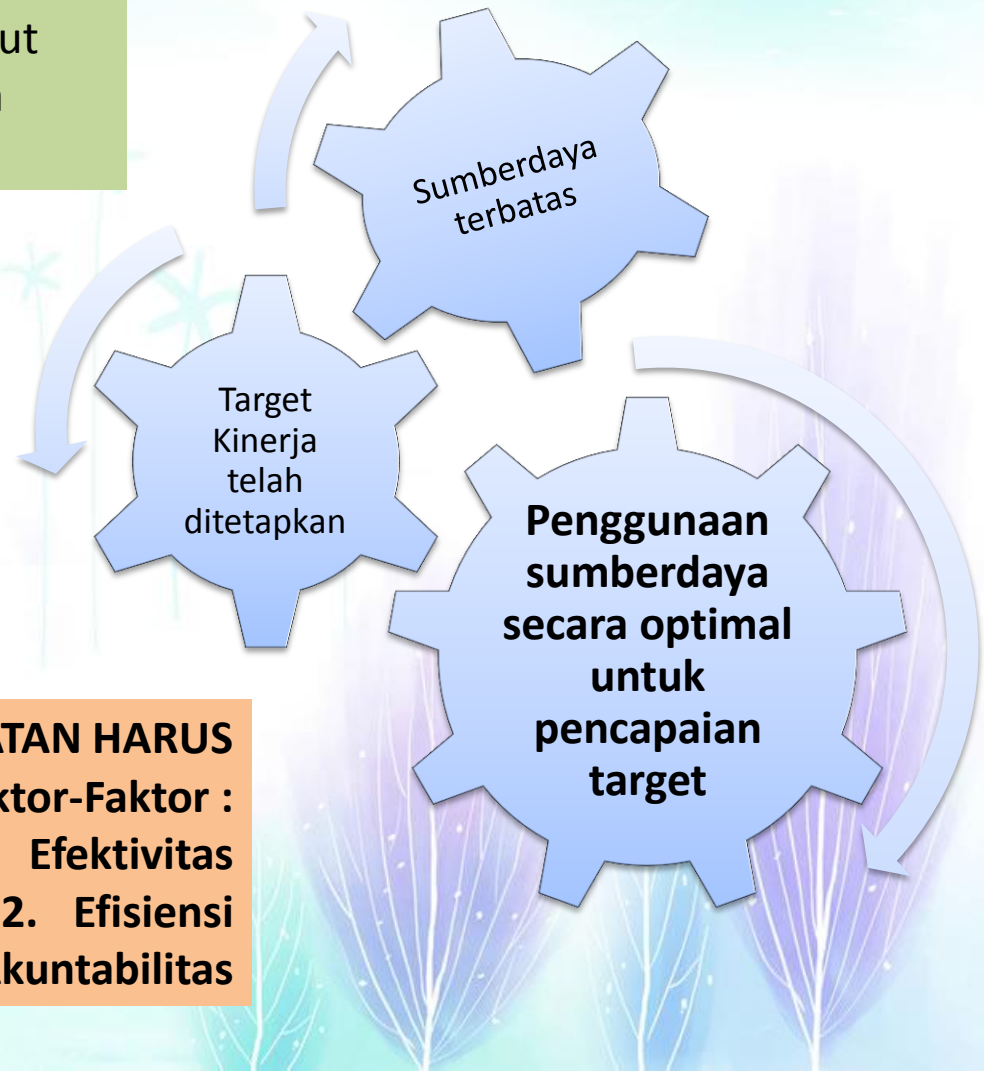 ut
Sumberdaya
terbatas
Target
Kinerja
telah
ditetapkan
Penggunaan
sumberdaya
secara optimal
untuk
pencapaian
target
ATAN HARUS
ktor-Faktor :
Efektivitas
2. Efisiensi
kuntabilitas